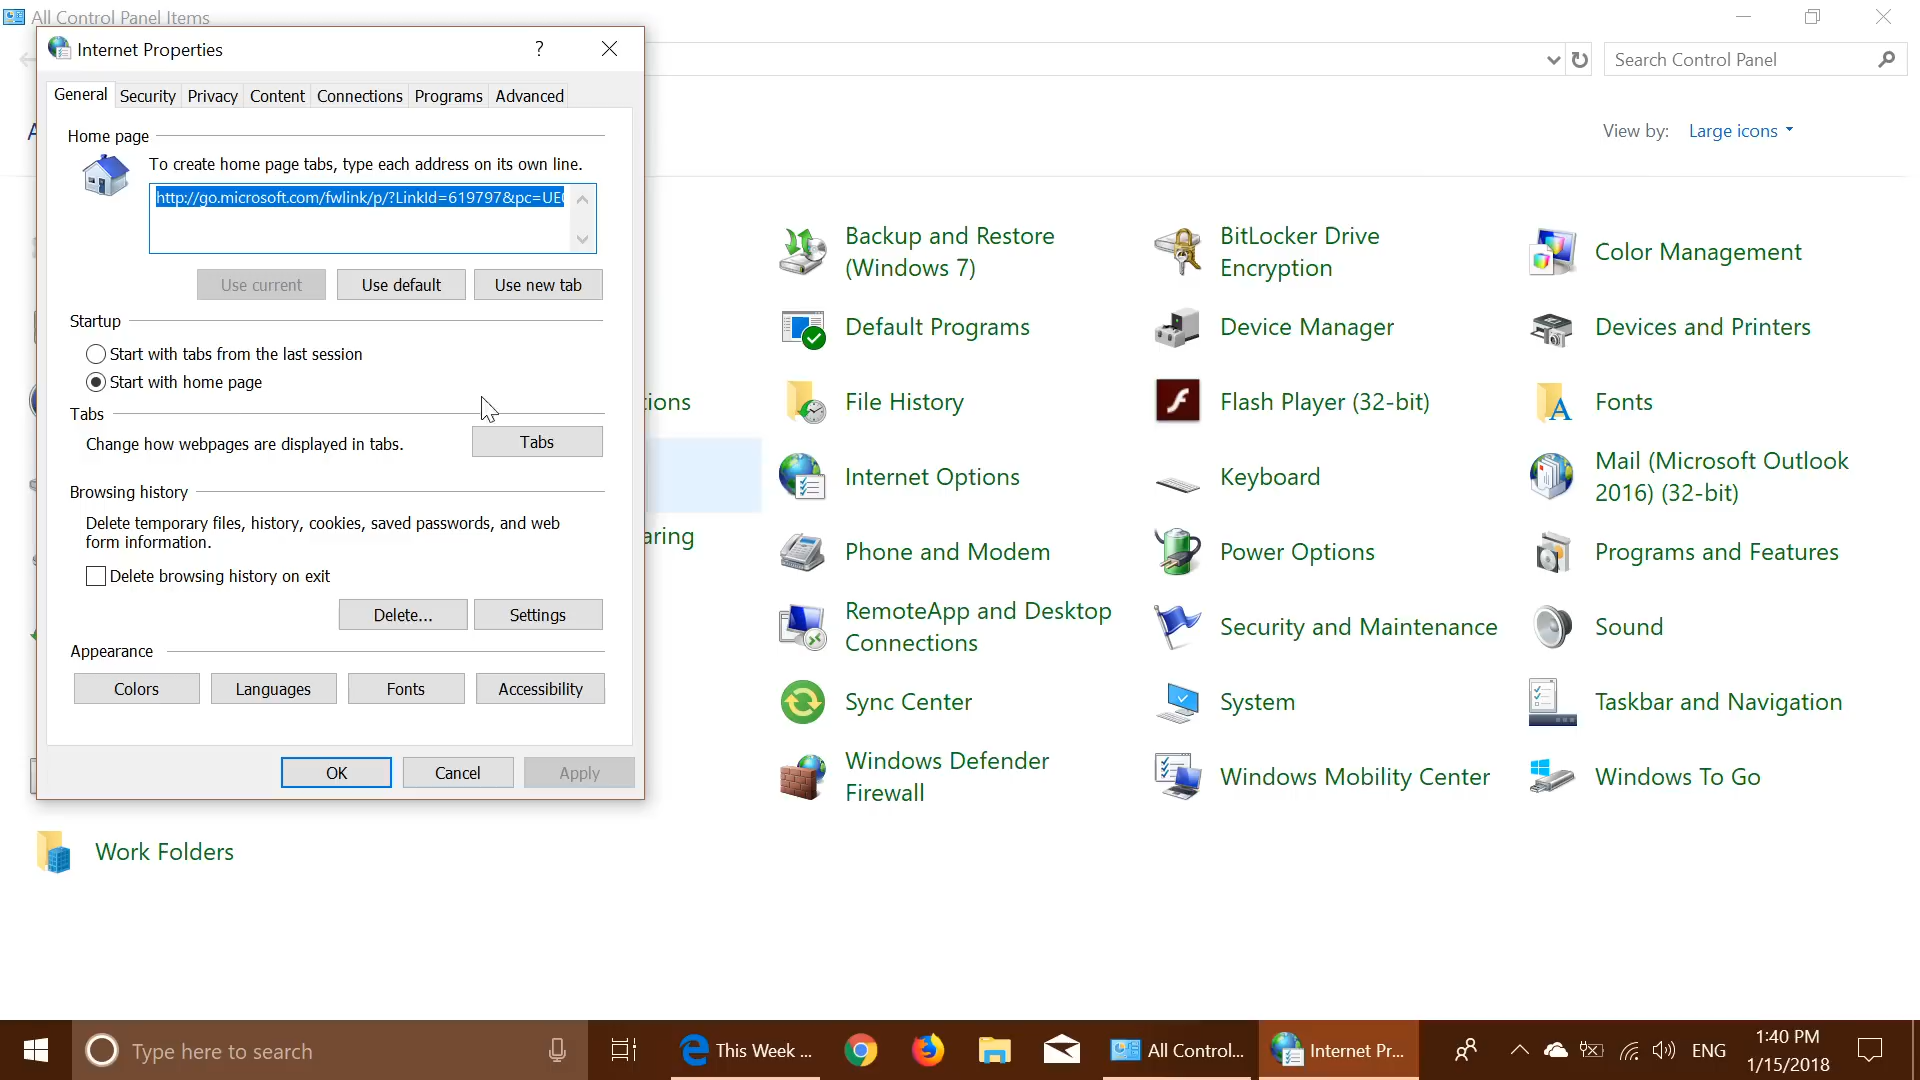 All Control Panel Items
Internet Properties
?
General Security Privacy Content Connections Programs Advanced
Home page
To create home page tabs, type each address on its own line.
http://go.microsoft.com/fwlink/p/?LinkId=619797&pc=UE
Use current Use default Use new tab
Startup
Start with tabs from the last session
Start with home page
Tabs
Change how webpages are displayed in tabs.
Tabs
Browsing history
Delete temporary files, history, cookies, saved passwords, and web
form information.
Delete browsing history on exit
Delete... Settings
Appearance
Colors Languages Fonts Accessibility
OK Cancel Apply
Search Control Panel
View by: Large icons
Backup and Restore
(Windows 7)
BitLocker Drive
Encryption
Color Management
Default Programs
Device Manager
Devices and Printers
tions
File History
Flash Player (32-bit)
Fonts
Internet Options
Keyboard
Mail (Microsoft Outlook
2016) (32-bit)
aring
Phone and Modem
Power Options
Programs and Features
RemoteApp and Desktop
Connections
Security and Maintenance
Sound
Sync Center
System
Taskbar and Navigation
Windows Defender
Firewall
Windows Mobility Center
Windows To Go
Work Folders
Type here to search
This Week ...
All Control...
Internet Pr...
ENG
1:40 PM
1/15/2018